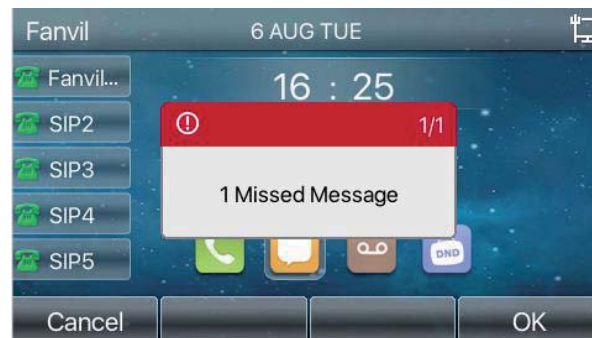 Fanvil 6 AUG TUE
Fanvil...
16 : 25
SIP2
1/1
SIP3
1 Missed Message
SIP4
SIP5
DND
Cancel OK